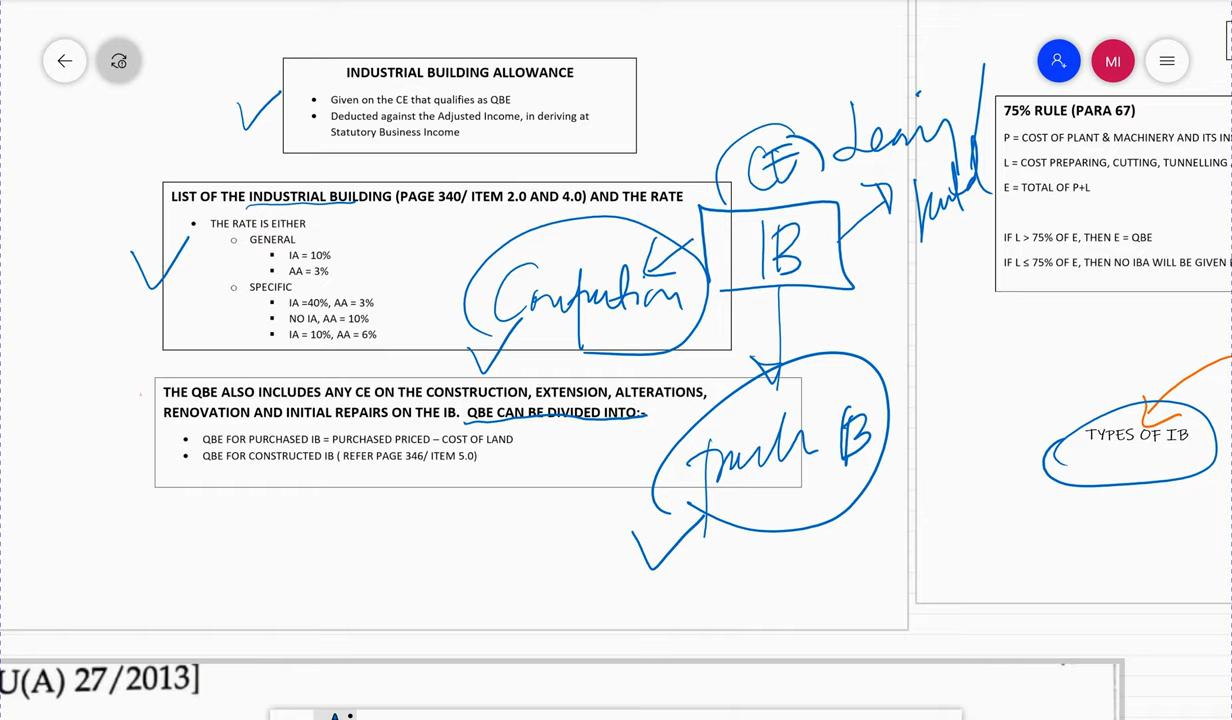 INDUSTRIAL BUILDING ALLOWANCE
• Given on the CE that qualifies as QBE
• Deducted against the Adjusted Income, in deriving at
Statutory Business Income
LIST OF THE INDUSTRIAL BUILDING (PAGE 340/ ITEM 2.0 AND 4.0) AND THE RATE
• THE RATE IS EITHER
o GENERAL
▪ IA = 10%
▪ AA = 3%
o SPECIFIC
▪ IA =40%, AA = 3%
▪ NO IA, AA = 10%
▪ IA = 10%, AA = 6%
THE QBE ALSO INCLUDES ANY CE ON THE CONSTRUCTION, EXTENSION, ALTERATIONS,
RENOVATION AND INITIAL REPAIRS ON THE IB. QBE CAN BE DIVIDED INTO:-
• QBE FOR PURCHASED IB = PURCHASED PRICED – COST OF LAND
• QBE FOR CONSTRUCTED IB ( REFER PAGE 346/ ITEM 5.0)
CE
IB
IB
MI
75% RULE (PARA 67)
P = COST OF PLANT & MACHINERY AND ITS
L = COST PREPARING, CUTTING, TUNNELLING
E = TOTAL OF P+L
IF L > 75% OF E, THEN E = QBE
IF L ≤ 75% OF E, THEN NO IBA WILL BE GIVEN
TYPES OF IB
U(A) 27/2013]